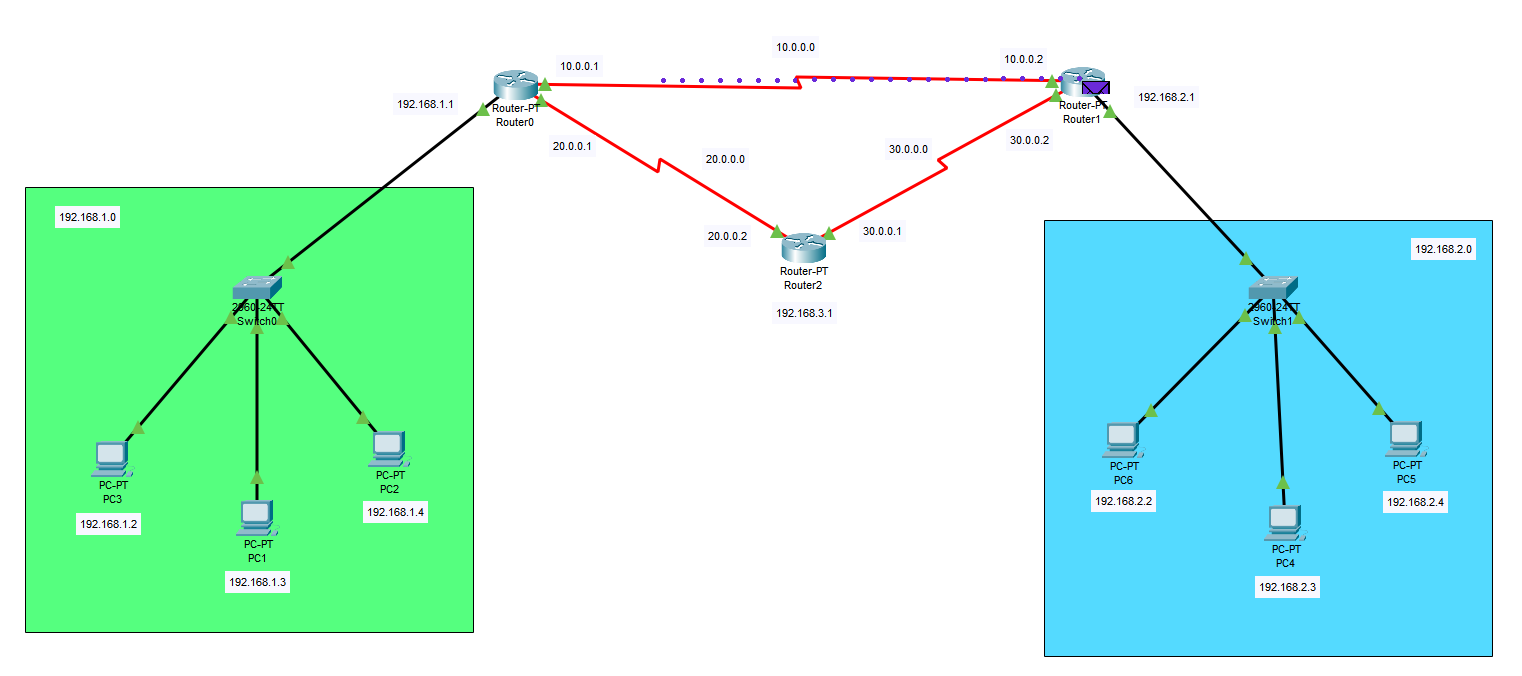 10.0.0.0
10.0.0.1
10.0.0.2
192.168.1.1
Router-PT
Router0
Router-PT
Router1
192.168.2.1
20.0.0.1
20.0.0.0
30.0.0.0
30.0.0.2
20.0.0.2
30.0.0.1
Router-PT
Router2
192.168.3.1
192.168.1.0
2960-24TT
Switch0
PC-PT
PC3
192.168.1.2
PC-PT
PC1
192.168.1.3
PC-PT
PC2
192.168.1.4
192.168.2.0
2960-24TT
Switch1
PC-PT
PC6
192.168.2.2
PC-PT
PC4
192.168.2.3
PC-PT
PC5
192.168.2.4